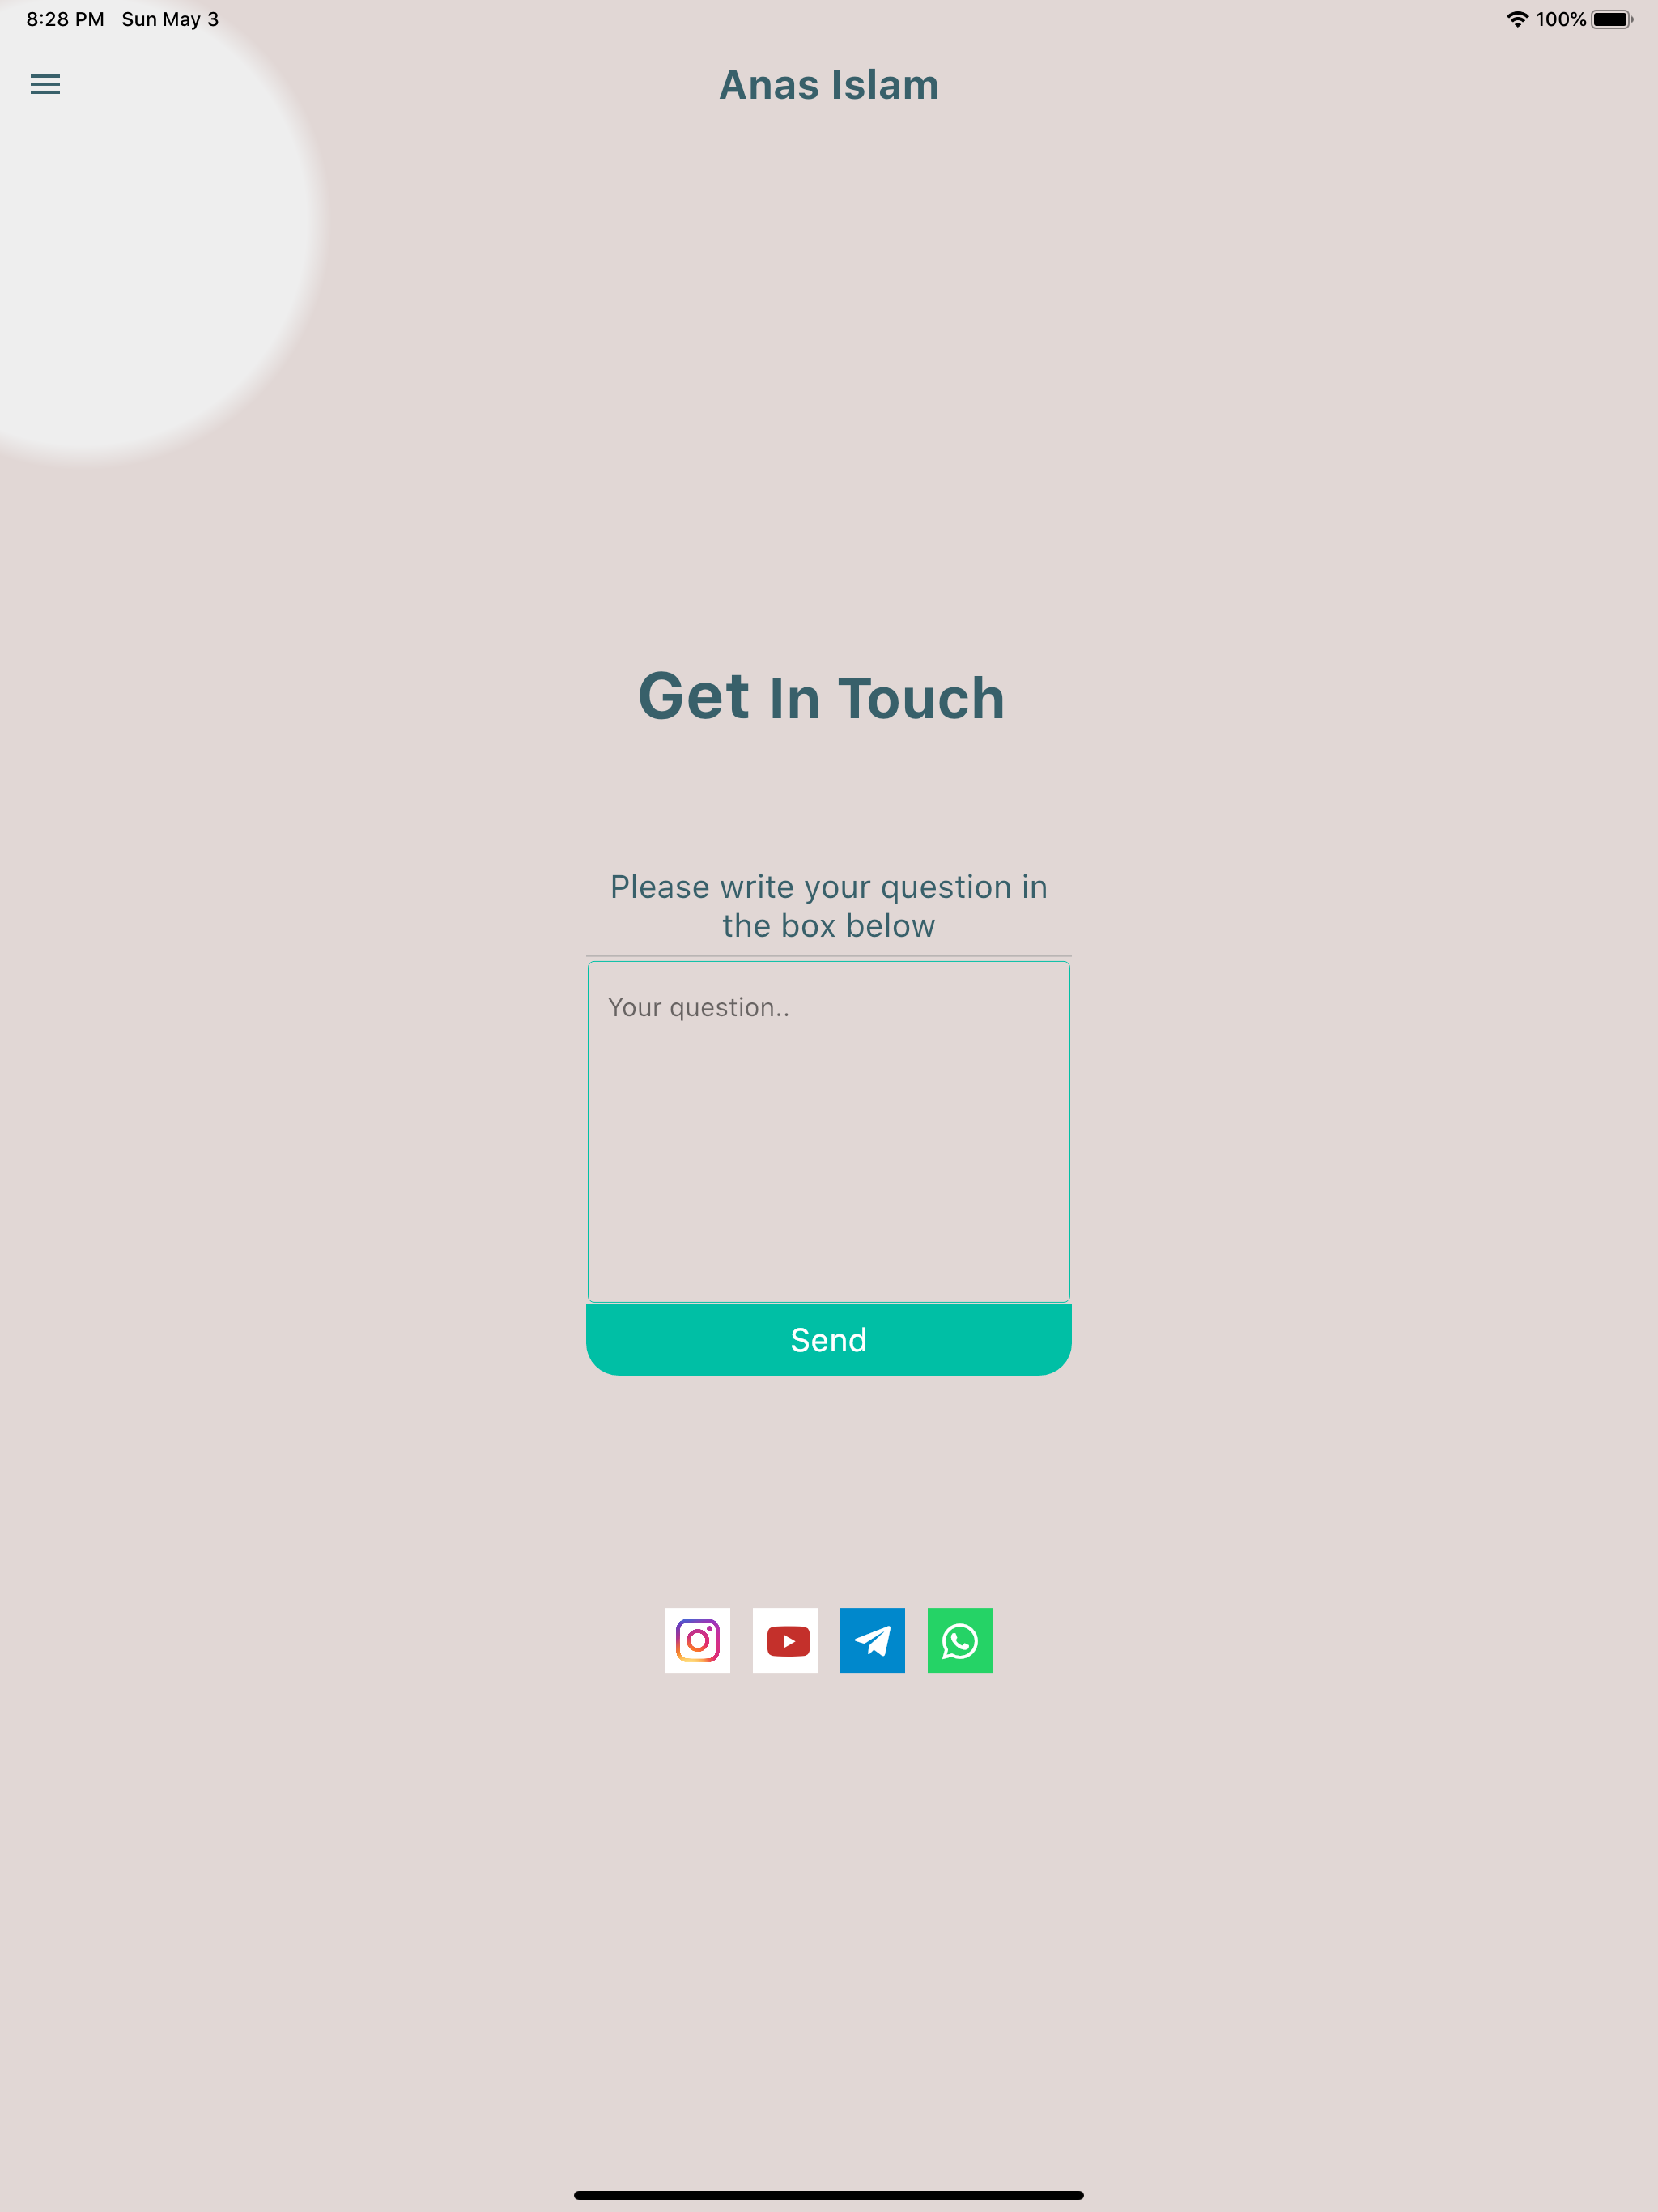 8:28 PM Sun May 3 100%
Anas Islam
Get In Touch
Please write your question in
the box below
Your question..
Send